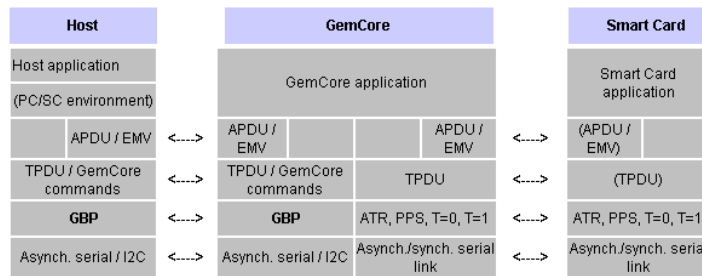 Host GemCore Smart Card
Host application
(PC/SC environment)
GemCore application
Smart Card
application
APDU / EMV <----> APDU /
EMV
APDU /
EMV <----> (APDU /
EMV)
TPDU / GemCore
commands <----> TPDU / GemCore
commands
TPDU <----> (TPDU)
GBP <----> GBP ATR, PPS, T=0, T=1 <----> ATR, PPS, T=0, T=1
Asynch. serial / I2C <----> Asynch. serial / I2C Asynch./synch. serial
link <----> Asynch./synch. serial
link